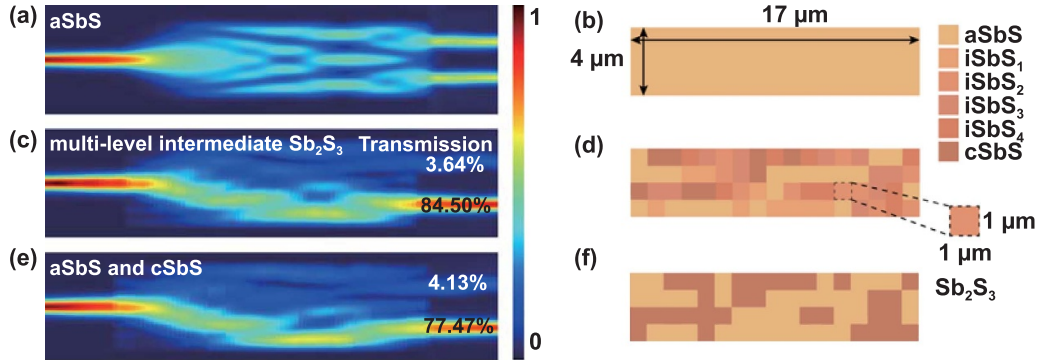 (a)
aSbS
1
0
(b)
17 μm
4 μm
aSbS
iSbS₁
iSbS₂
iSbS₃
iSbS₄
cSbS
(c)
multi-level intermediate Sb₂S₃ Transmission
3.64%
84.50%
(d)
1 μm
1 μm
(e)
aSbS and cSbS
4.13%
77.47%
(f)
Sb₂S₃